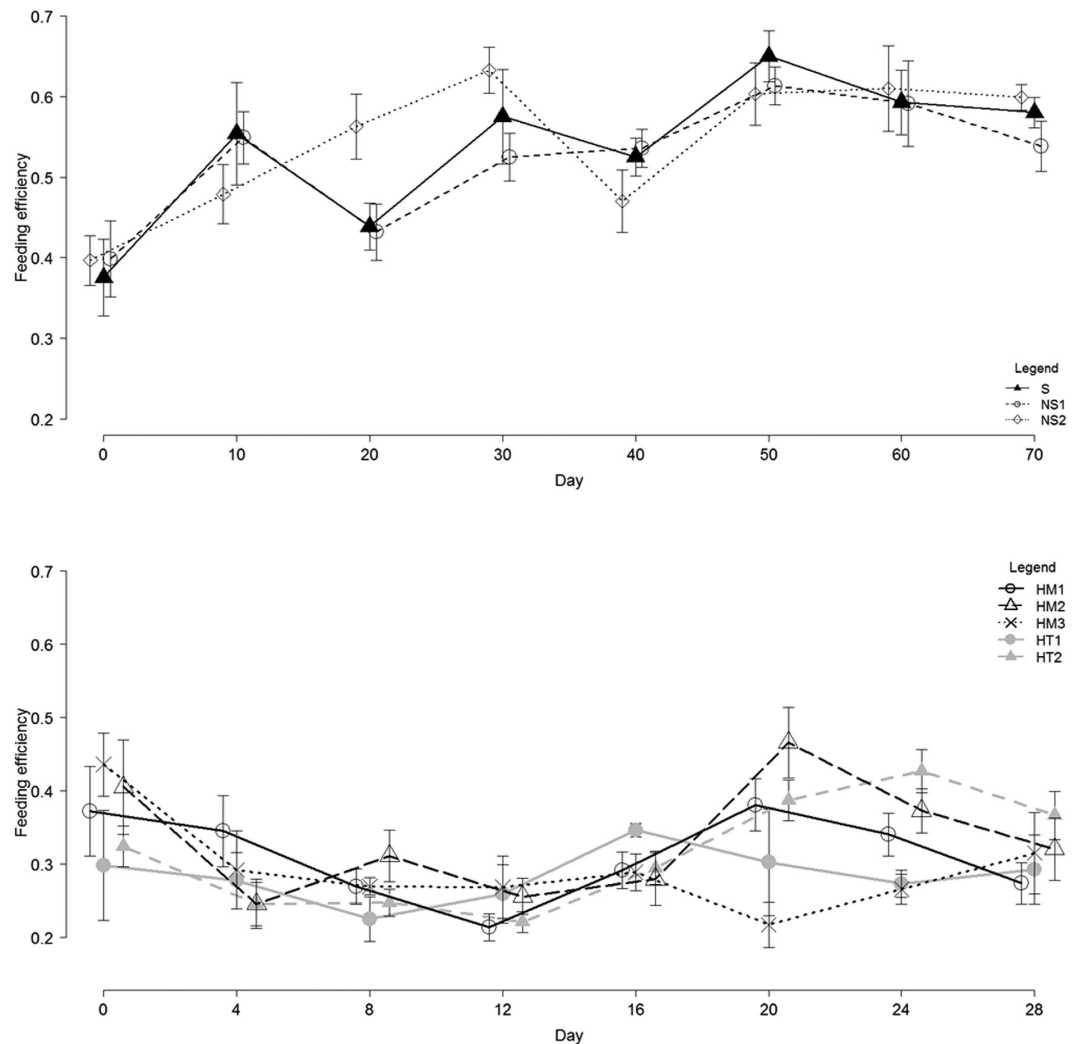 0.7
0.6
0.5
0.4
0.3
0.2
Feeding efficiency
Legend
S
NS1
NS2
0 10 20 30 40 50 60 70
Day
0.7
0.6
0.5
0.4
0.3
0.2
Feeding efficiency
Legend
HM1
HM2
HM3
HT1
HT2
0 4 8 12 16 20 24 28
Day